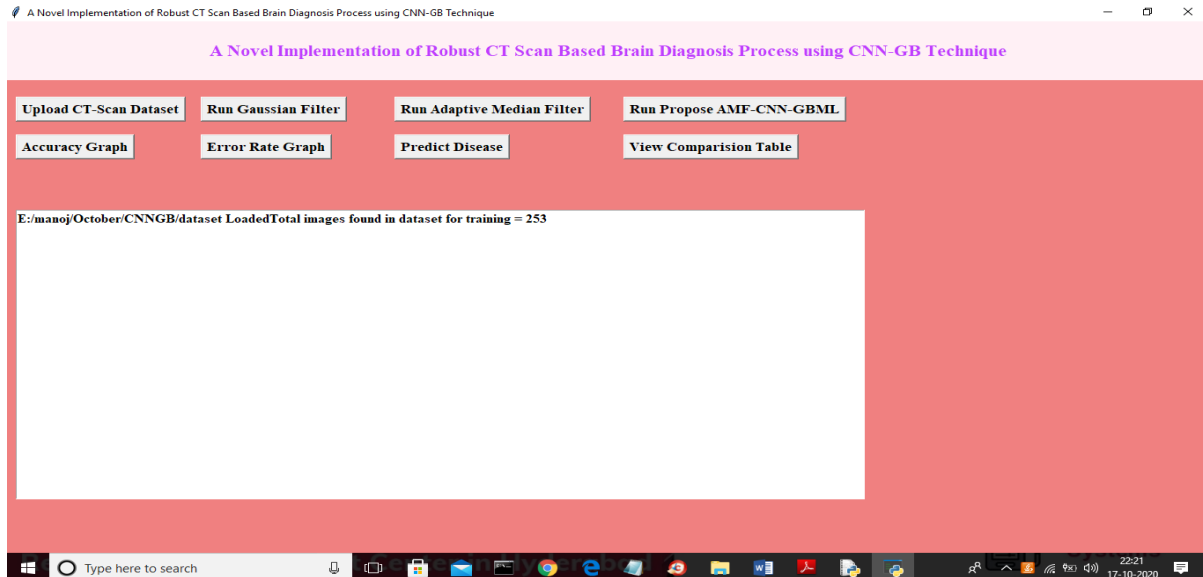 A Novel Implementation of Robust CT Scan Based Brain Diagnosis Process using CNN-GB Technique
A Novel Implementation of Robust CT Scan Based Brain Diagnosis Process using CNN-GB Technique
Upload CT-Scan Dataset Run Gaussian Filter Run Adaptive Median Filter Run Propose AMF-CNN-GBML
Accuracy Graph Error Rate Graph Predict Disease View Comparision Table
E:/manoj/October/CNNGB/dataset LoadedTotal images found in dataset for training = 253
Type here to search
22:21
17-10-2020